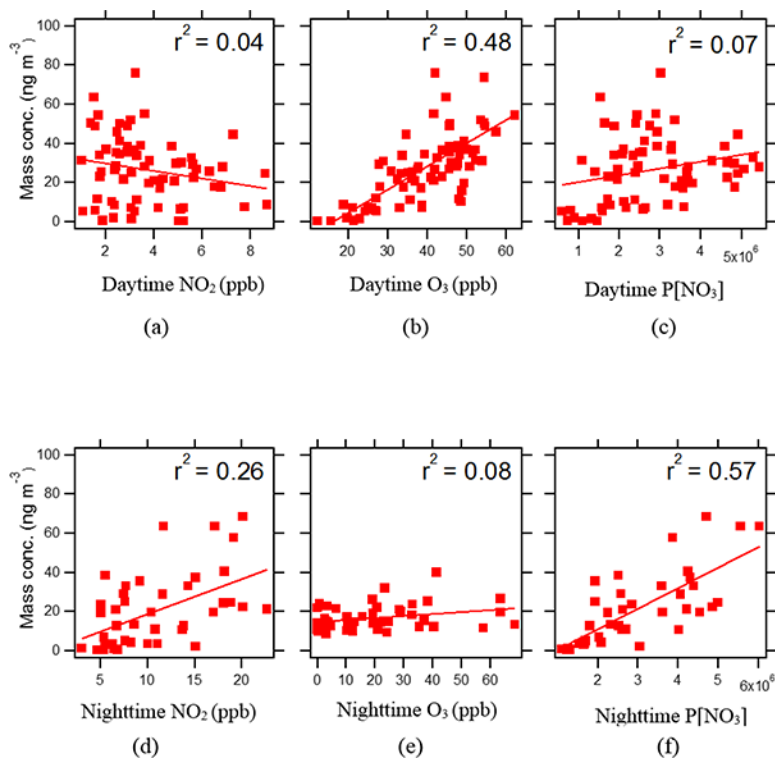 r² = 0.04
r² = 0.48
r² = 0.07
Mass conc. (ng m⁻³)
100
80
60
40
20
0
2 4 6 8
10 20 30 40 50 60
1 2 3 4 5x10⁶
Daytime NO₂ (ppb)
Daytime O₃ (ppb)
Daytime P[NO₃]
(a)
(b)
(c)
r² = 0.26
r² = 0.08
r² = 0.57
Mass conc. (ng m⁻³)
100
80
60
40
20
0
5 10 15 20
0 10 20 30 40 50 60
2 3 4 5 6x10⁶
Nighttime NO₂ (ppb)
Nighttime O₃ (ppb)
Nighttime P[NO₃]
(d)
(e)
(f)